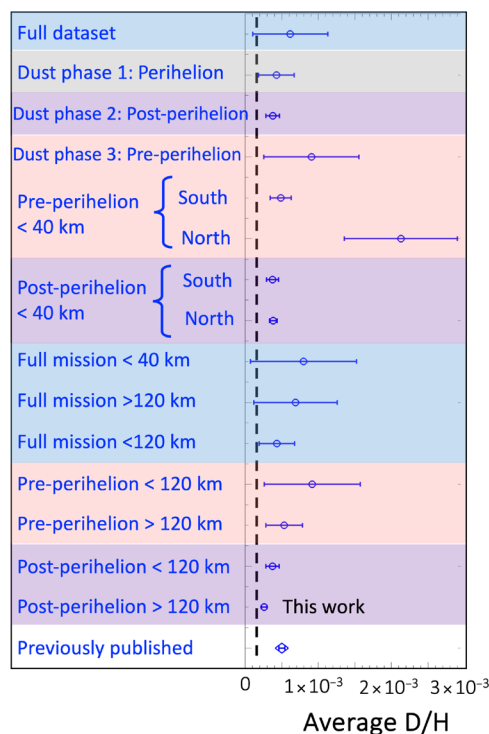 Full dataset
Dust phase 1: Perihelion
Dust phase 2: Post-perihelion
Dust phase 3: Pre-perihelion
Pre-perihelion
< 40 km
South
North
Post-perihelion
< 40 km
South
North
Full mission < 40 km
Full mission >120 km
Full mission <120 km
Pre-perihelion < 120 km
Pre-perihelion > 120 km
Post-perihelion < 120 km
Post-perihelion > 120 km This work
Previously published
0 1×10⁻³ 2×10⁻³ 3×10⁻³
Average D/H